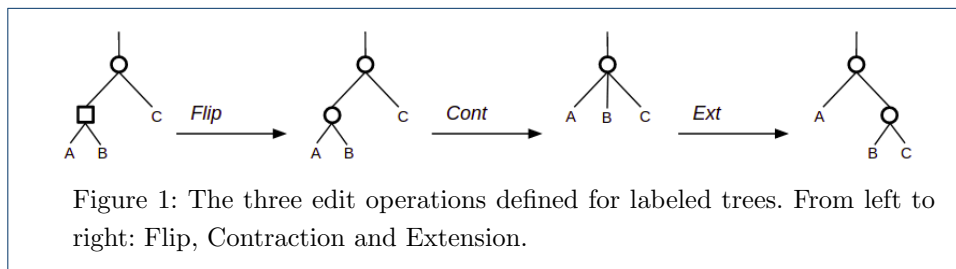 Flip
Cont
Ext
C
A B
C
A B
A B C
A
B C
Figure 1: The three edit operations defined for labeled trees. From left to
right: Flip, Contraction and Extension.